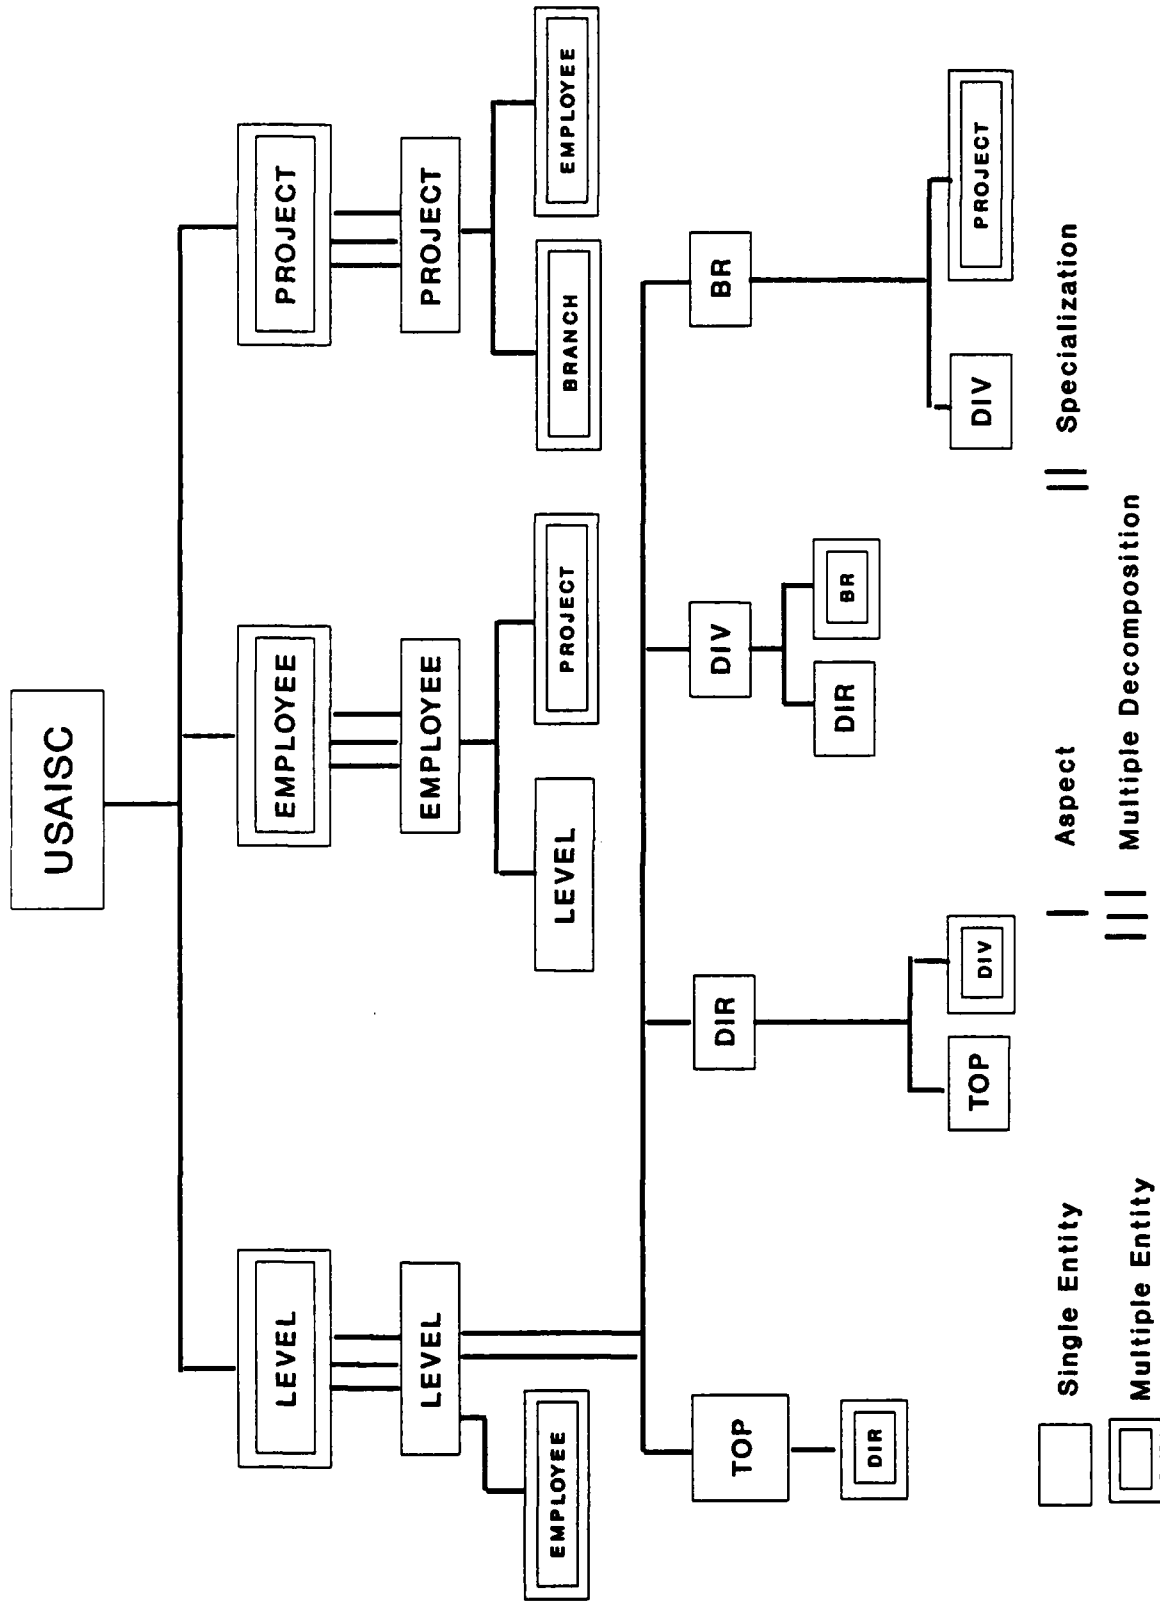 USAISC
LEVEL
EMPLOYEE
PROJECT
LEVEL
EMPLOYEE
PROJECT
EMPLOYEE
LEVEL
PROJECT
BRANCH
EMPLOYEE
TOP
DIR
DIV
BR
DIR
DIR
BR
TOP
DIV
DIV
PROJECT
Single Entity
Aspect
Specialization
Multiple Entity
Multiple Decomposition